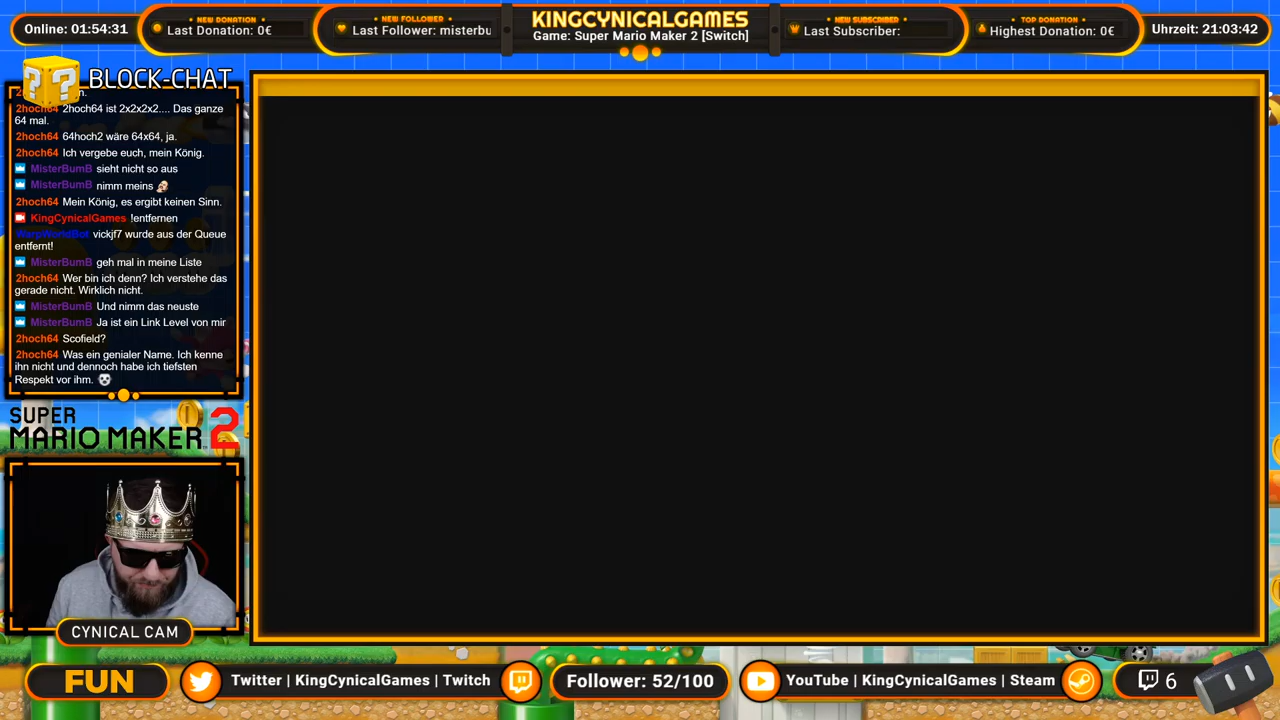 Online: 01:54:31
NEW DONATION
Last Donation: 0€
NEW FOLLOWER
Last Follower: misterbu
KINGCYNICALGAMES
Game: Super Mario Maker 2 [Switch]
NEW SUBSCRIBER
Last Subscriber:
TOP DONATION
Highest Donation: 0€
Uhrzeit: 21:03:42
BLOCK-CHAT
2hoch64 2hoch64 ist 2x2x2x2.... Das ganze
64 mal.
2hoch64 64hoch2 wäre 64x64, ja.
2hoch64 Ich vergebe euch, mein König.
MisterBumB sieht nicht so aus
MisterBumB nimm meins
2hoch64 Mein König, es ergibt keinen Sinn.
KingCynicalGames !entfernen
WarpWorldBot vickjf7 wurde aus der Queue
entfernt!
MisterBumB geh mal in meine Liste
2hoch64 Wer bin ich denn? Ich verstehe das
gerade nicht. Wirklich nicht.
MisterBumB Und nimm das neuste
MisterBumB Ja ist ein Link Level von mir
2hoch64 Scofield?
2hoch64 Was ein genialer Name. Ich kenne
ihn nicht und dennoch habe ich tiefsten
Respekt vor ihm.
SUPER
MARIO MAKER 2
CYNICAL CAM
FUN
Twitter | KingCynicalGames | Twitch
Follower: 52/100
YouTube | KingCynicalGames | Steam
6